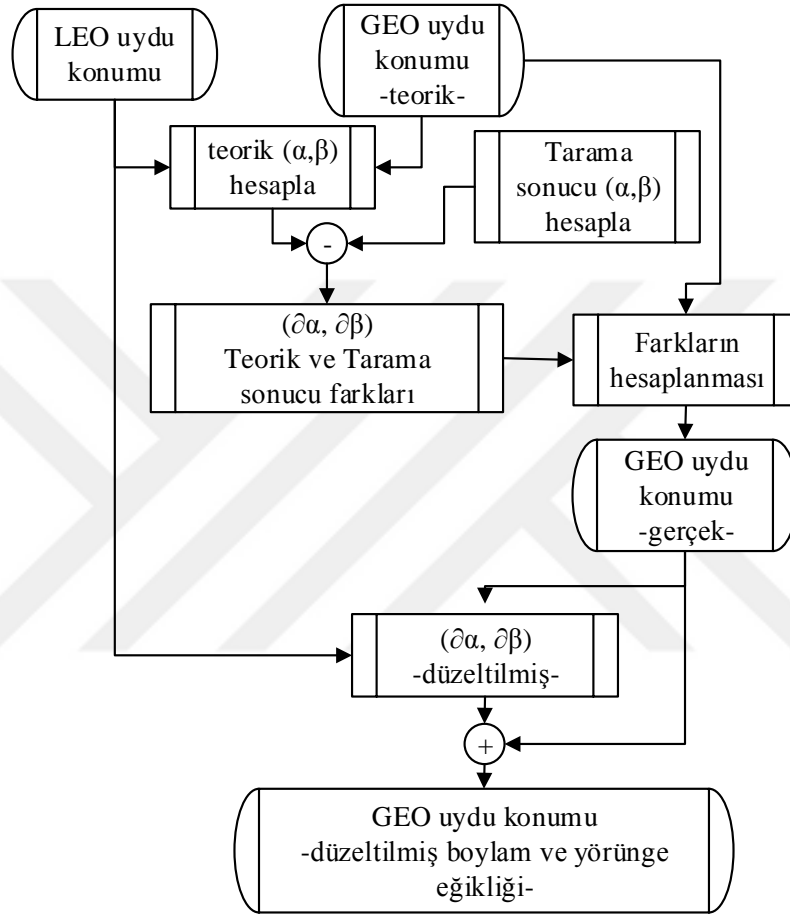 LEO uydu
konumu
GEO uydu
konumu
-teorik-
teorik (α,β)
hesapla
Tarama
sonucu (α,β)
hesapla
-
(∂α, ∂β)
Teorik ve Tarama
sonucu farkları
Farkların
hesaplanması
GEO uydu
konumu
-gerçek-
(∂α, ∂β)
-düzeltilmiş-
+
GEO uydu konumu
-düzeltilmiş boylam ve yörünge
eğikliği-